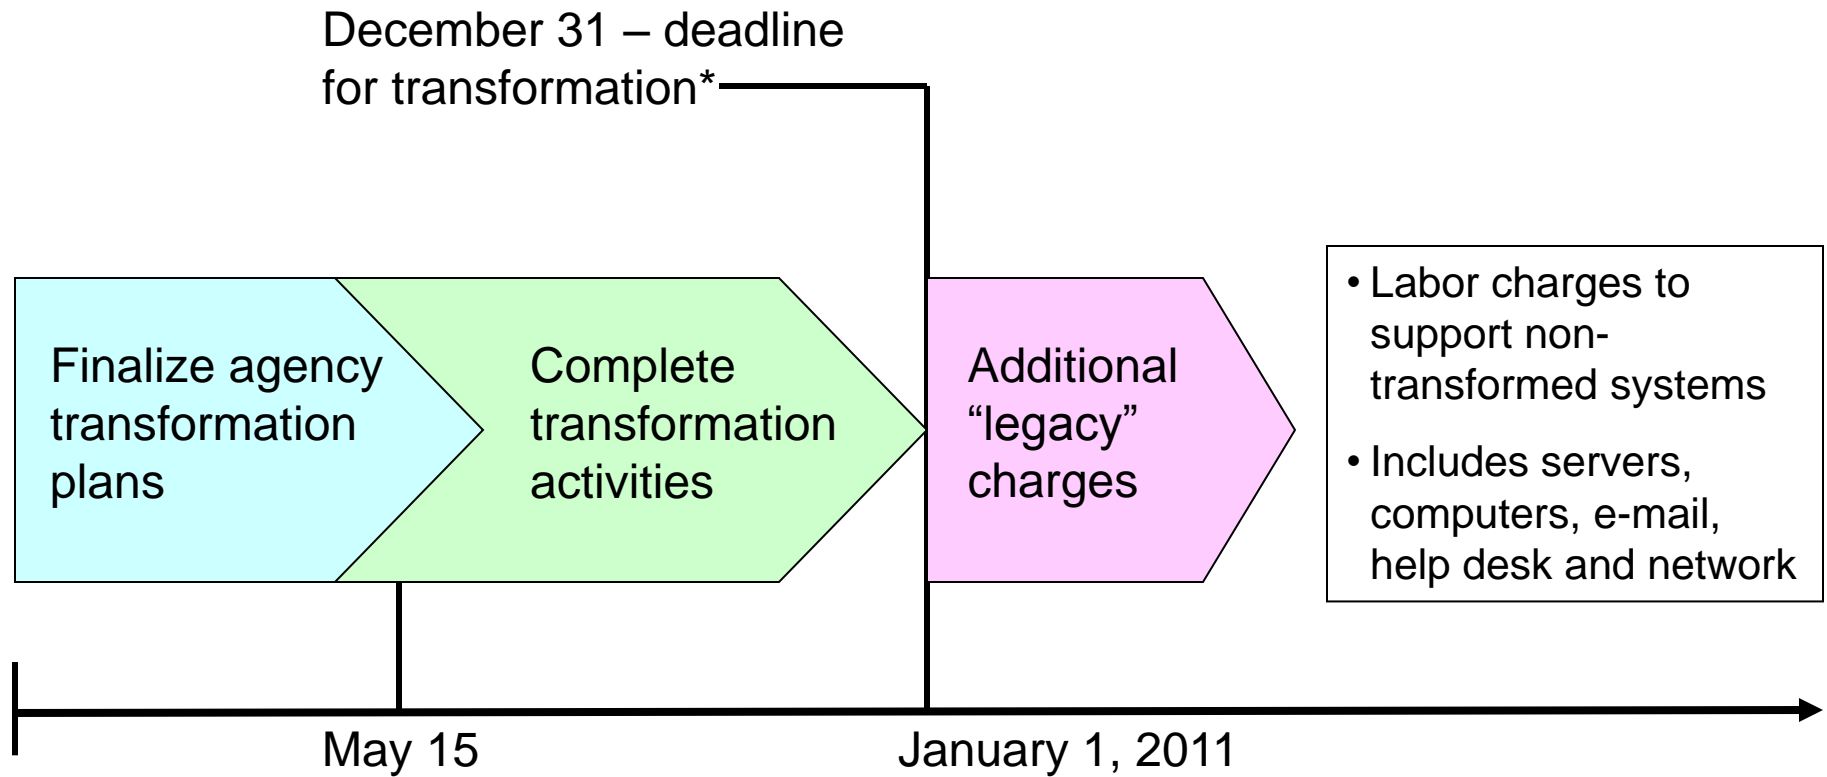 December 31 – deadline
for transformation*
Finalize agency
transformation
plans
Complete
transformation
activities
Additional
“legacy”
charges
• Labor charges to
support non-
transformed systems
• Includes servers,
computers, e-mail,
help desk and network
May 15
January 1, 2011